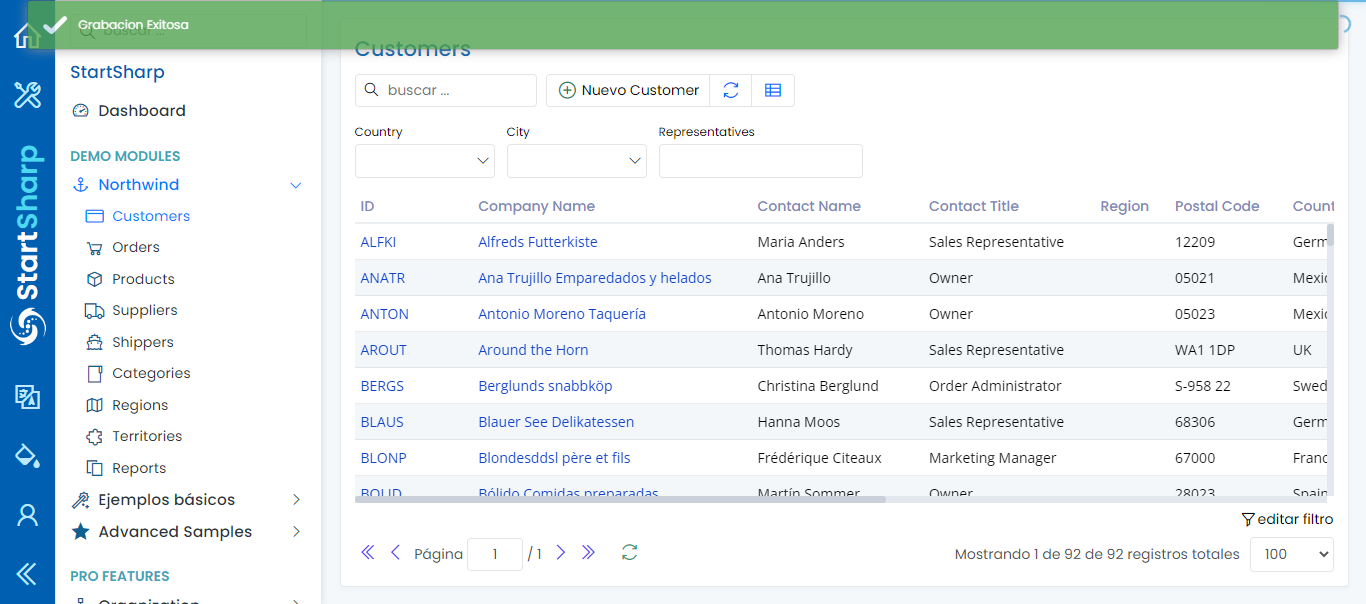 Grabacion Exitosa
buscar ...
StartSharp
StartSharp
Dashboard
DEMO MODULES
Northwind
Customers
Orders
Products
Suppliers
Shippers
Categories
Regions
Territories
Reports
Ejemplos básicos
Advanced Samples
PRO FEATURES
Organization
Customers
buscar ...
Nuevo Customer
Country City Representatives
ID Company Name Contact Name Contact Title Region Postal Code Count
ALFKI Alfreds Futterkiste Maria Anders Sales Representative 12209 Germ
ANATR Ana Trujillo Emparedados y helados Ana Trujillo Owner 05021 Mexic
ANTON Antonio Moreno Taquería Antonio Moreno Owner 05023 Mexic
AROUT Around the Horn Thomas Hardy Sales Representative WA1 1DP UK
BERGS Berglunds snabbköp Christina Berglund Order Administrator S-958 22 Swed
BLAUS Blauer See Delikatessen Hanna Moos Sales Representative 68306 Germ
BLONP Blondesddsl père et fils Frédérique Citeaux Marketing Manager 67000 Franc
BOLID Bólido Comidas preparadas Martín Sommer Owner 28023 Spain
editar filtro
Página 1 / 1
Mostrando 1 de 92 de 92 registros totales 100